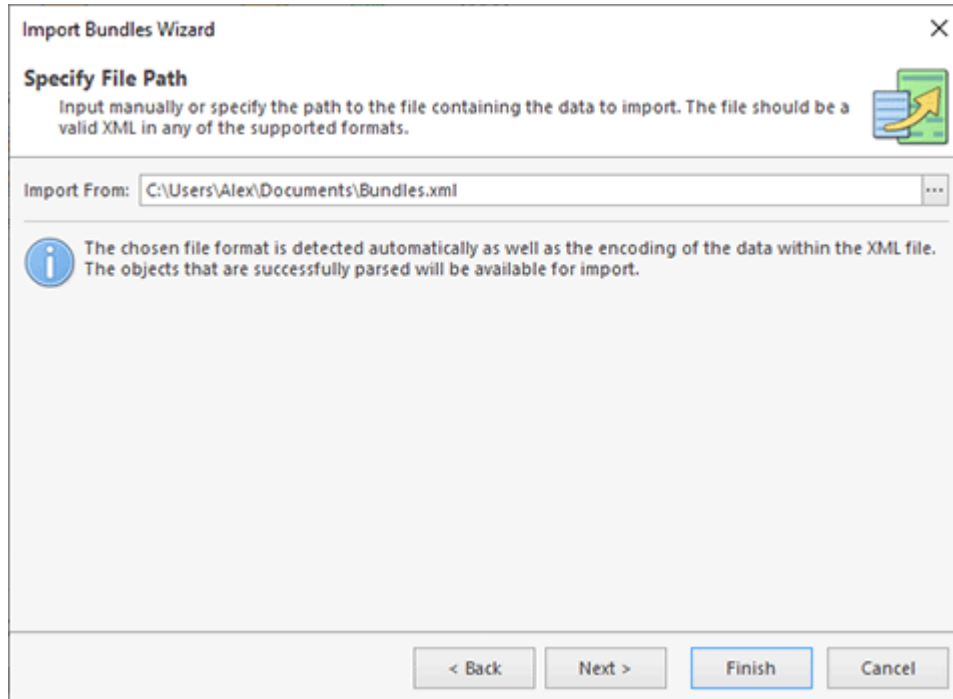 Import Bundles Wizard
Specify File Path
Input manually or specify the path to the file containing the data to import. The file should be a
valid XML in any of the supported formats.
Import From: C:\Users\Alex\Documents\Bundles.xml ...
The chosen file format is detected automatically as well as the encoding of the data within the XML file.
The objects that are successfully parsed will be available for import.
< Back Next > Finish Cancel